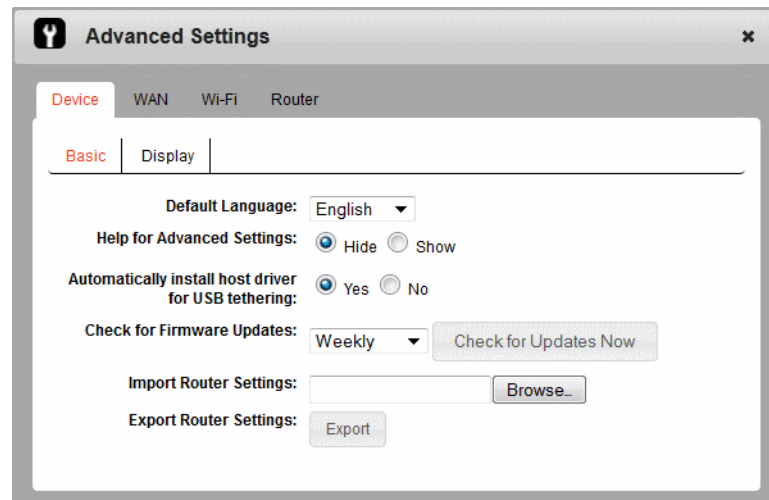 Advanced Settings
Device WAN Wi-Fi Router
Basic Display
Default Language: English
Help for Advanced Settings: Hide Show
Automatically install host driver
for USB tethering: Yes No
Check for Firmware Updates: Weekly Check for Updates Now
Import Router Settings: Browse...
Export Router Settings: Export